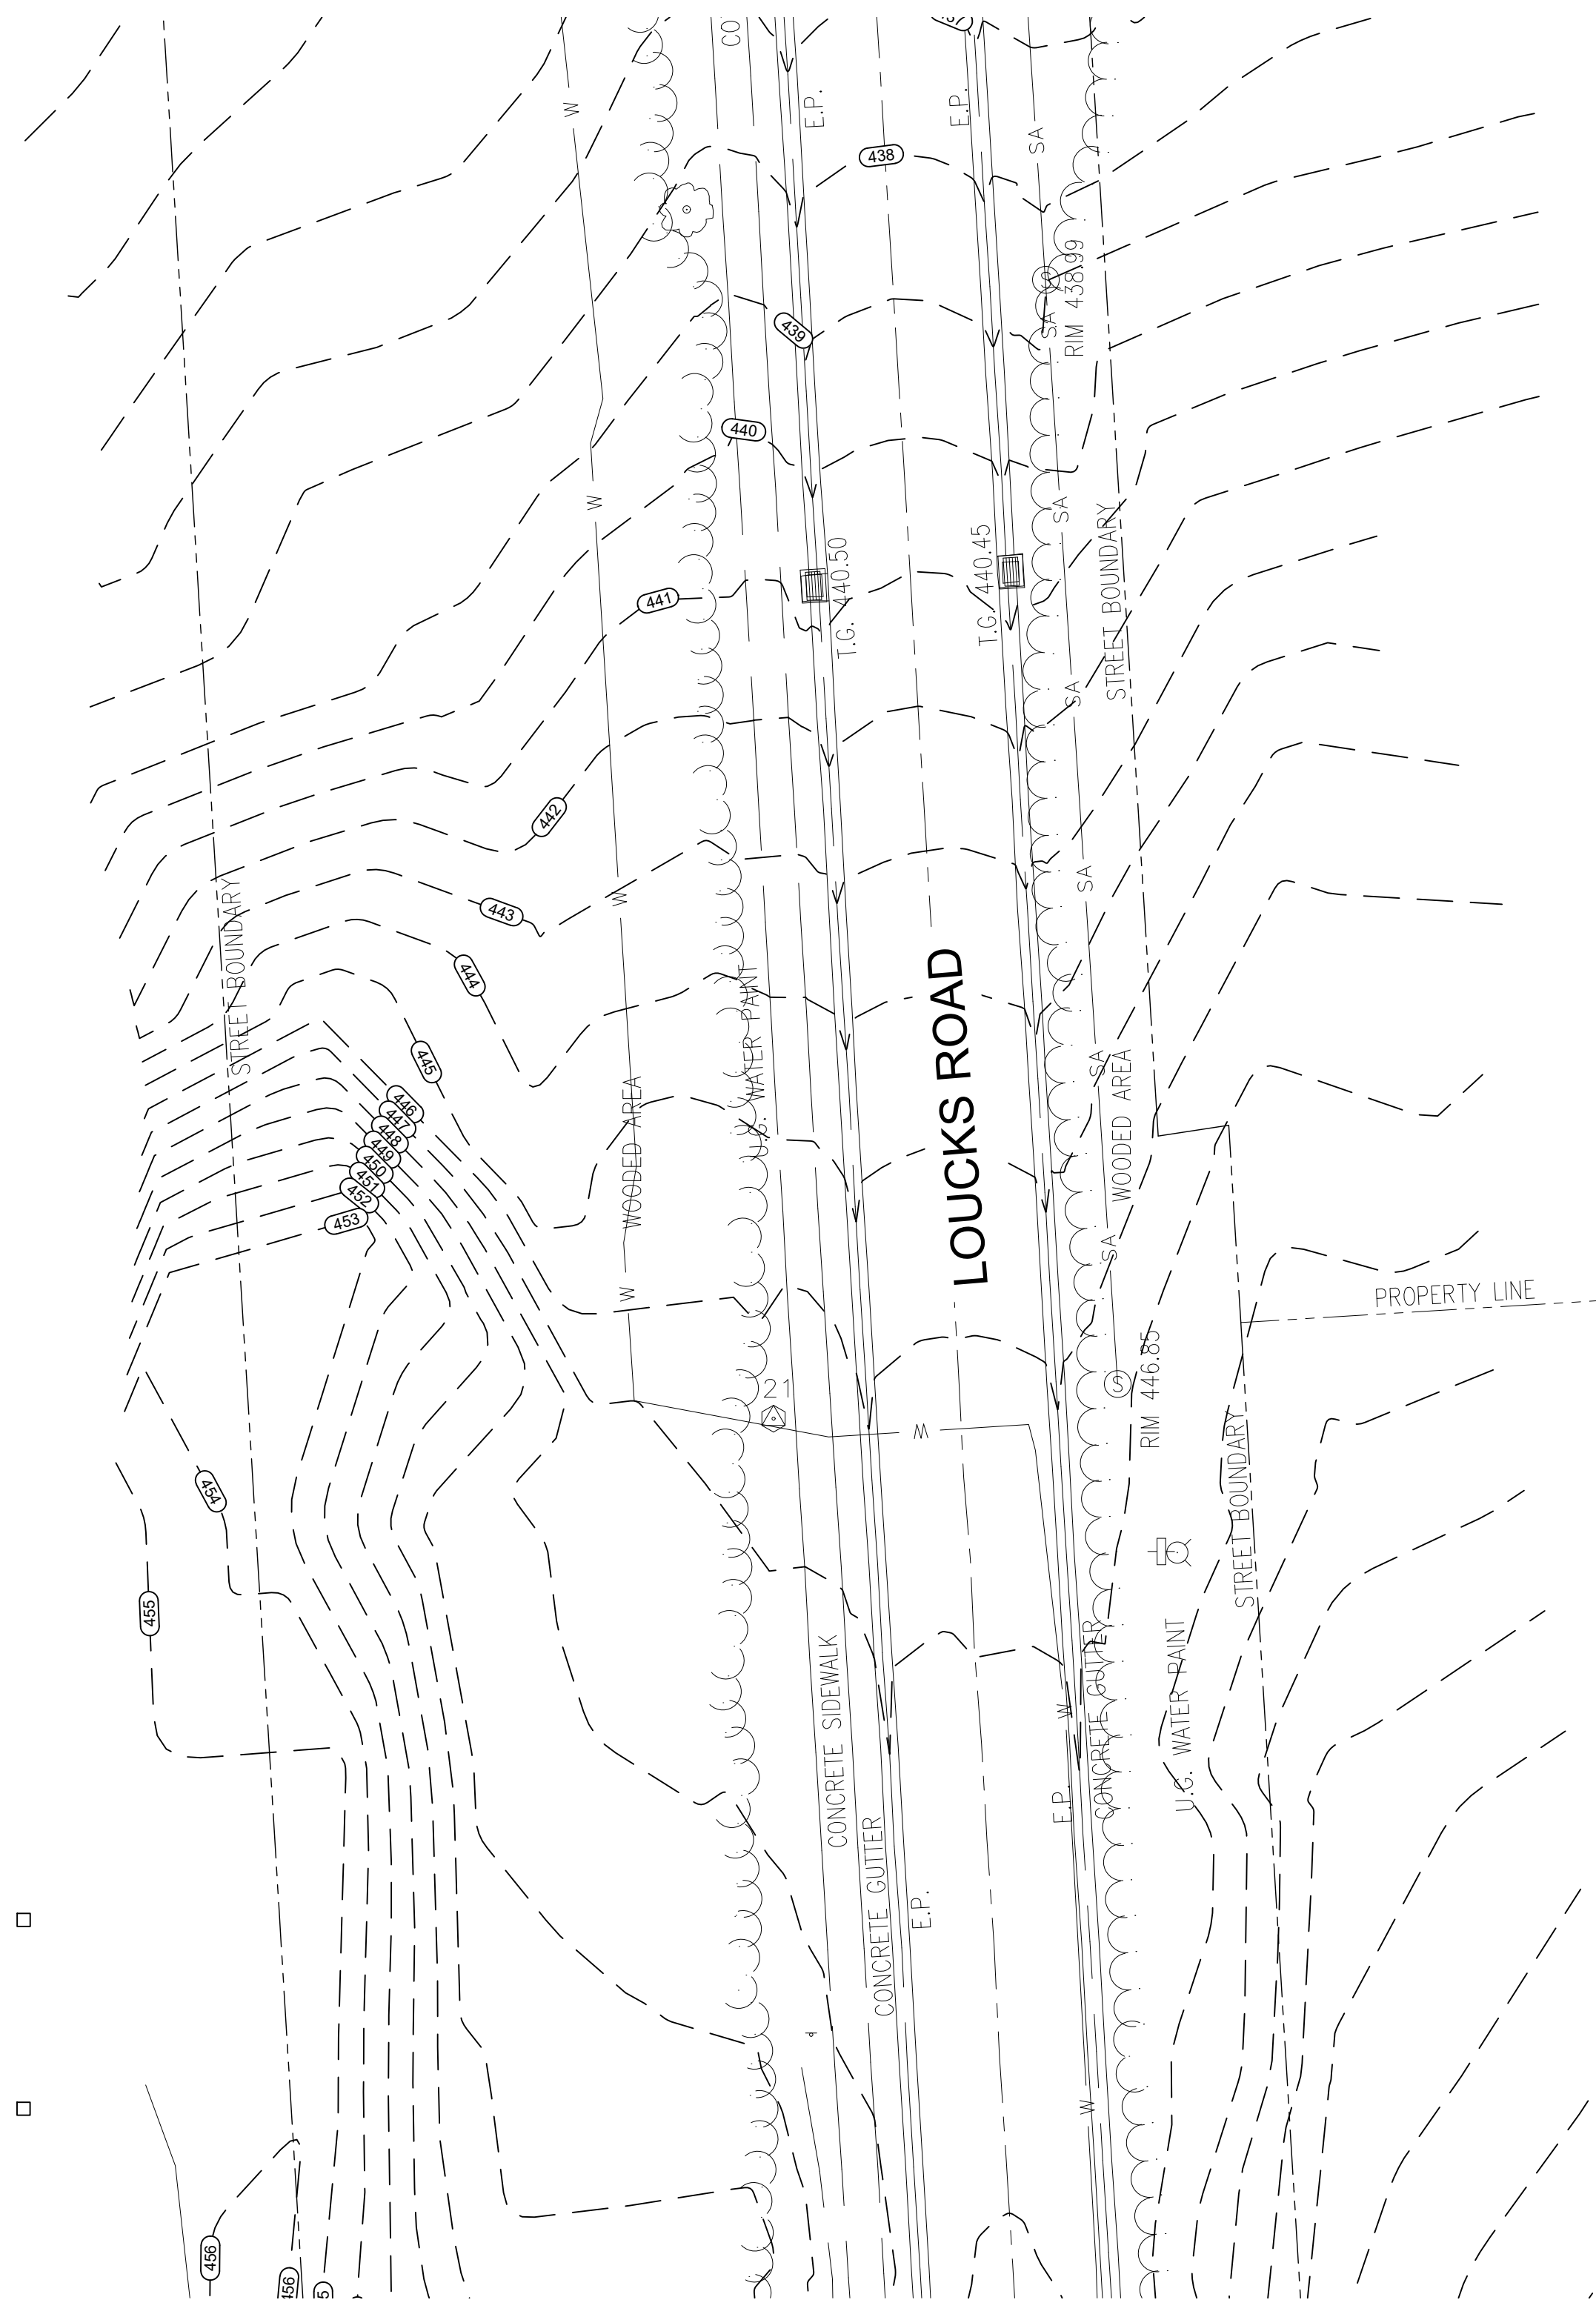 CO
E.P.
E.P.
W
SA
438
RIM 438.99
S
SA
439
440
W
SA
T.G. 440.50
T.G. 440.45
STREET BOUNDARY
441
SA
442
SA
W
443
STREET BOUNDARY
444
U.G. WATER PAINT
LOUCKS ROAD
445
SA
WOODED AREA
WOODED AREA
446
447
448
449
450
451
452
453
SA
W
PROPERTY LINE
RIM 446.85
S
21
W
STREET BOUNDARY
454
455
CONCRETE SIDEWALK
W
CONCRETE GUTTER
U.G. WATER PAINT
E.P.
CONCRETE GUTTER
E.P.
W
456
456
5